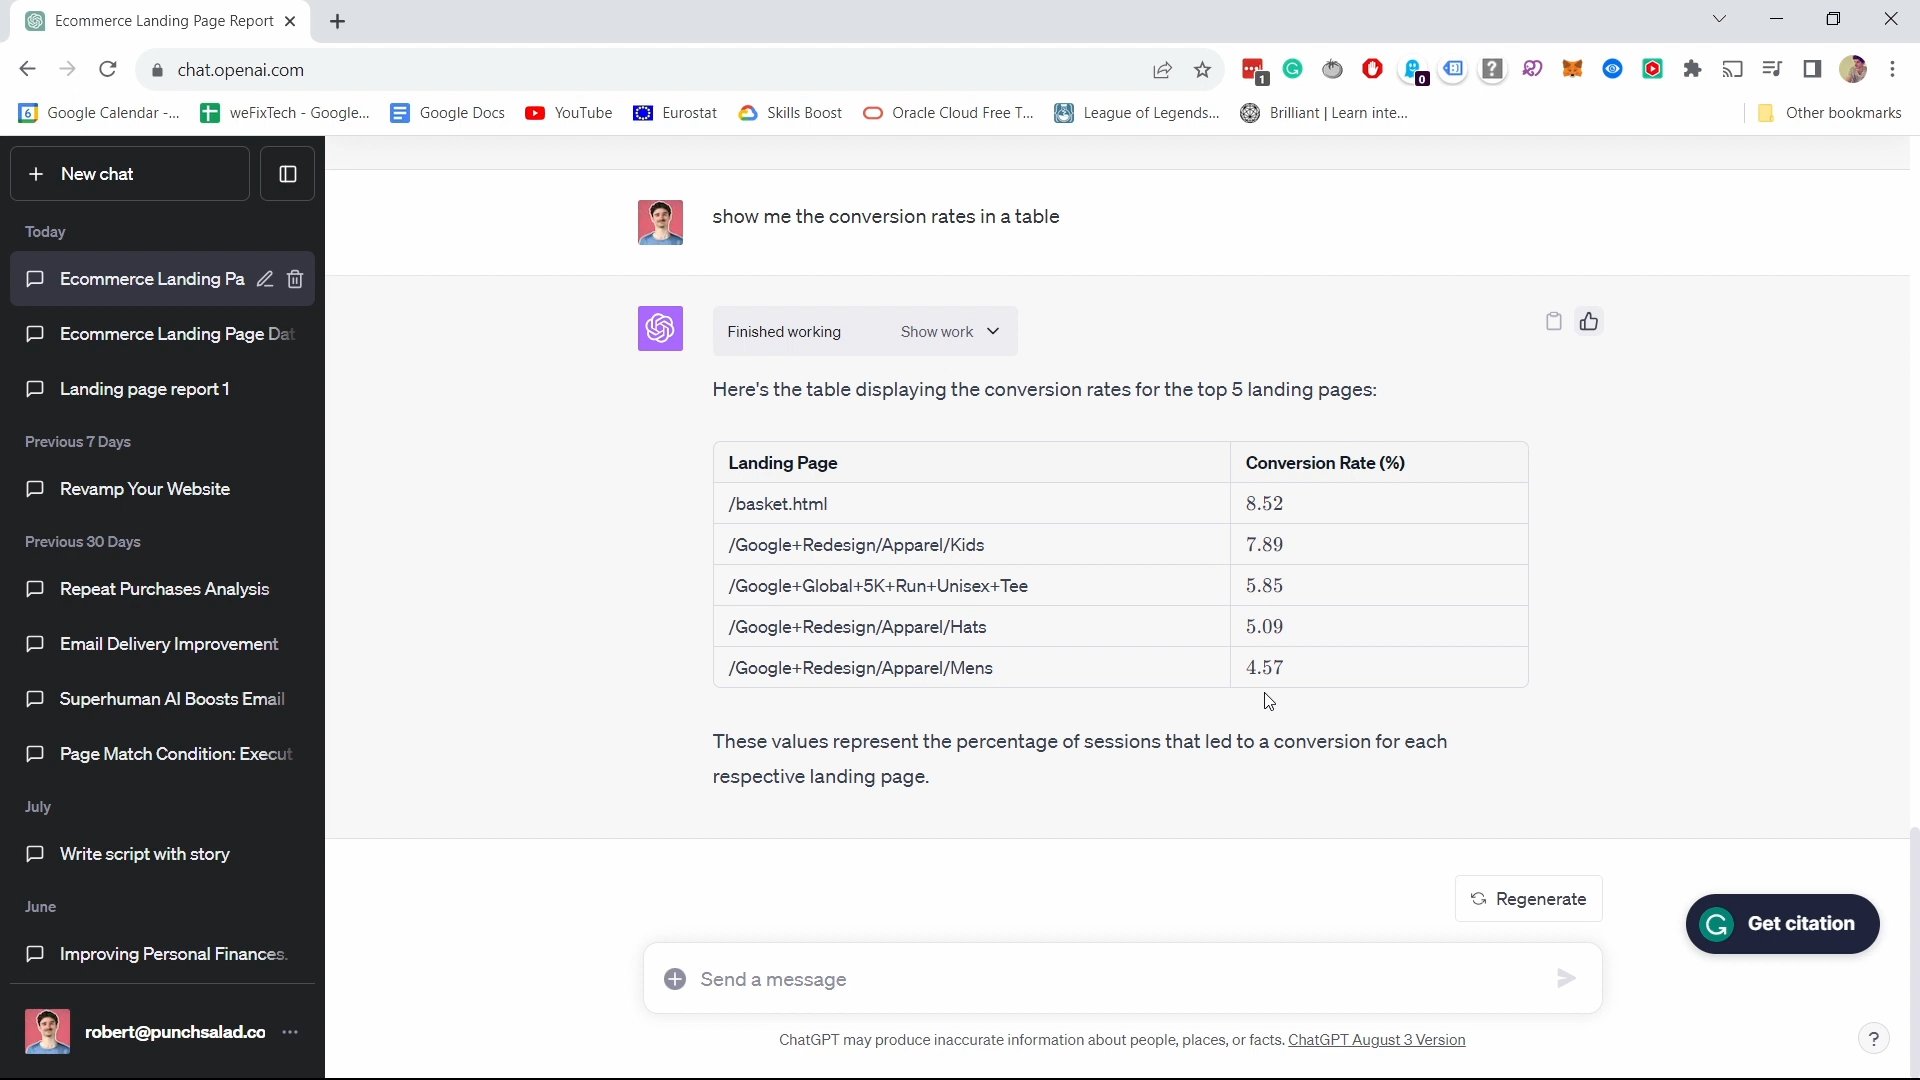 Ecommerce Landing Page Report
chat.openai.com
1
0
6 Google Calendar -...
weFixTech - Google...
Google Docs
YouTube
Eurostat
Skills Boost
Oracle Cloud Free T...
League of Legends...
Brilliant | Learn inte...
Other bookmarks
New chat
Today
Ecommerce Landing Pa
Ecommerce Landing Page Dat
Landing page report 1
Previous 7 Days
Revamp Your Website
Previous 30 Days
Repeat Purchases Analysis
Email Delivery Improvement
Superhuman AI Boosts Email
Page Match Condition: Execut
July
Write script with story
June
Improving Personal Finances.
robert@punchsalad.co
show me the conversion rates in a table
Finished working Show work
Here's the table displaying the conversion rates for the top 5 landing pages:
Landing Page Conversion Rate (%)
/basket.html 8.52
/Google+Redesign/Apparel/Kids 7.89
/Google+Global+5K+Run+Unisex+Tee 5.85
/Google+Redesign/Apparel/Hats 5.09
/Google+Redesign/Apparel/Mens 4.57
These values represent the percentage of sessions that led to a conversion for each
respective landing page.
Regenerate
Get citation
Send a message
ChatGPT may produce inaccurate information about people, places, or facts. ChatGPT August 3 Version
?